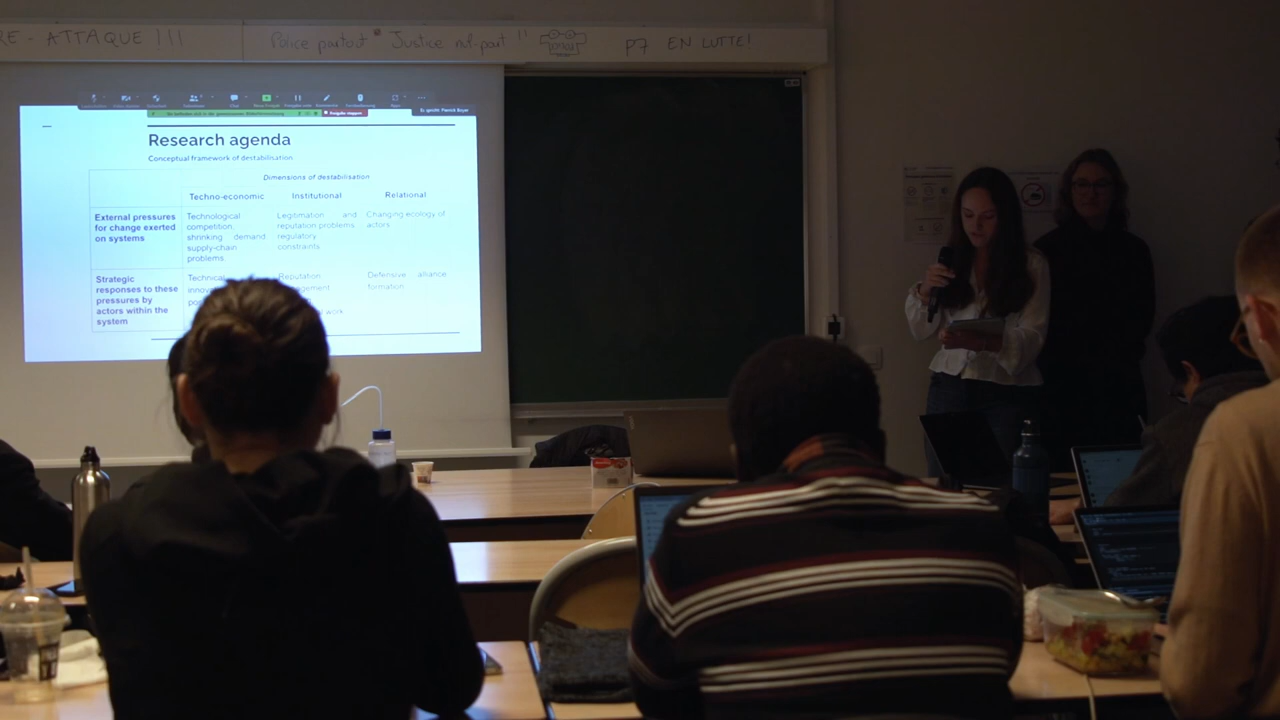 RE - ATTAQUE !!!
Police partout Justice nul-part !!
P7 EN LUTTE!
Research agenda
Conceptual framework of destabilisation
Dimensions of destabilisation
Techno-economic Institutional Relational
External pressures for change exerted on systems
Technological competition, shrinking demand supply-chain problems
Legitimation and reputation problems regulatory constraints
Changing ecology of actors
Strategic responses to these pressures by actors within the system
Technical
Reputation
work
Defensive alliance formation